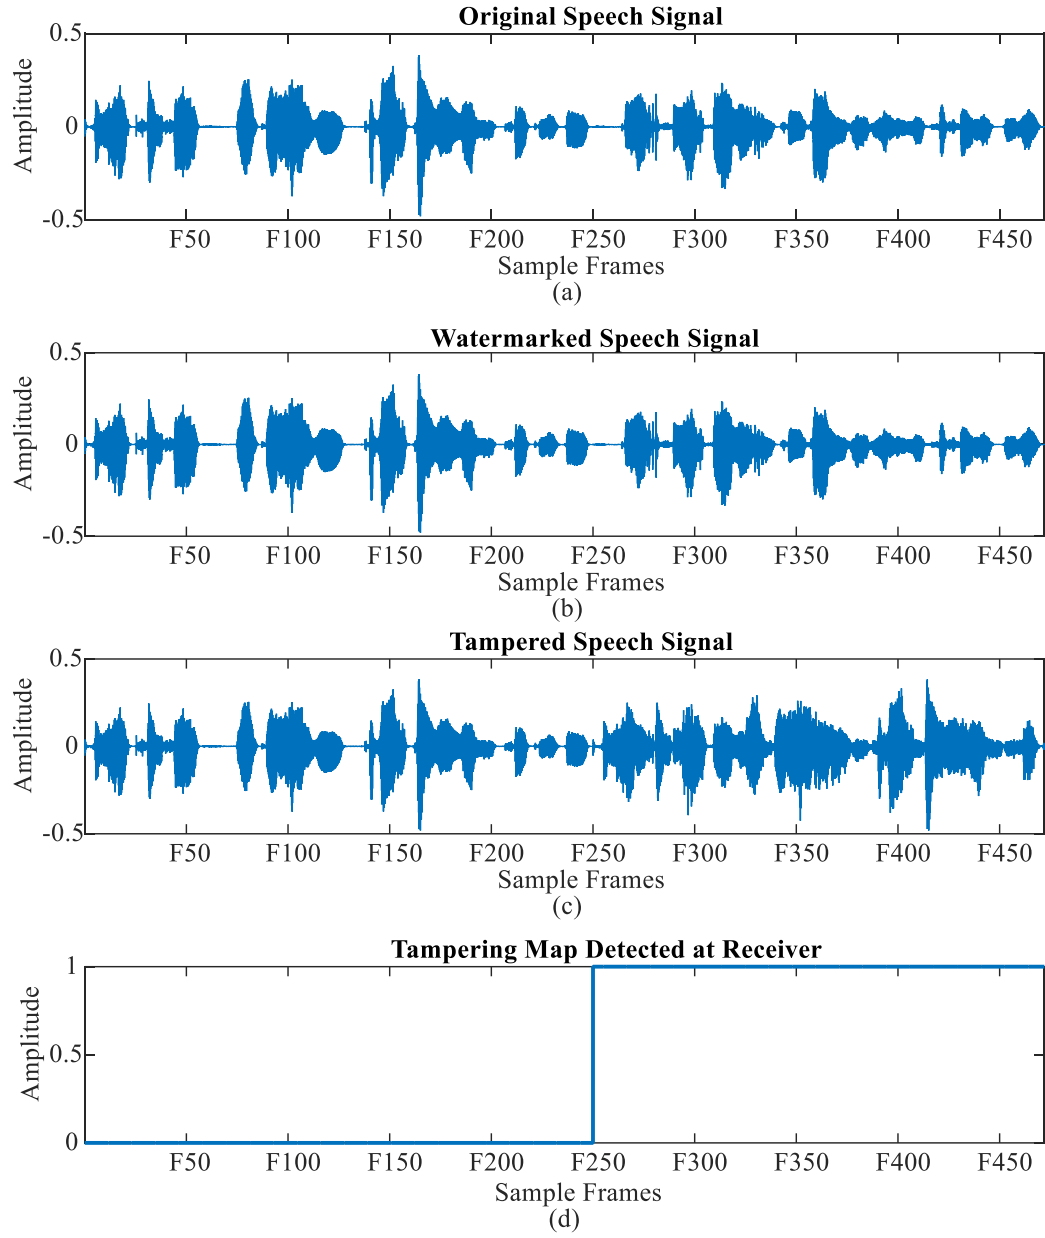 Original Speech Signal
0.5
0
-0.5
Amplitude
F50 F100 F150 F200 F250 F300 F350 F400 F450
Sample Frames
(a)
Watermarked Speech Signal
0.5
0
-0.5
Amplitude
F50 F100 F150 F200 F250 F300 F350 F400 F450
Sample Frames
(b)
Tampered Speech Signal
0.5
0
-0.5
Amplitude
F50 F100 F150 F200 F250 F300 F350 F400 F450
Sample Frames
(c)
Tampering Map Detected at Receiver
1
0.5
0
Amplitude
F50 F100 F150 F200 F250 F300 F350 F400 F450
Sample Frames
(d)